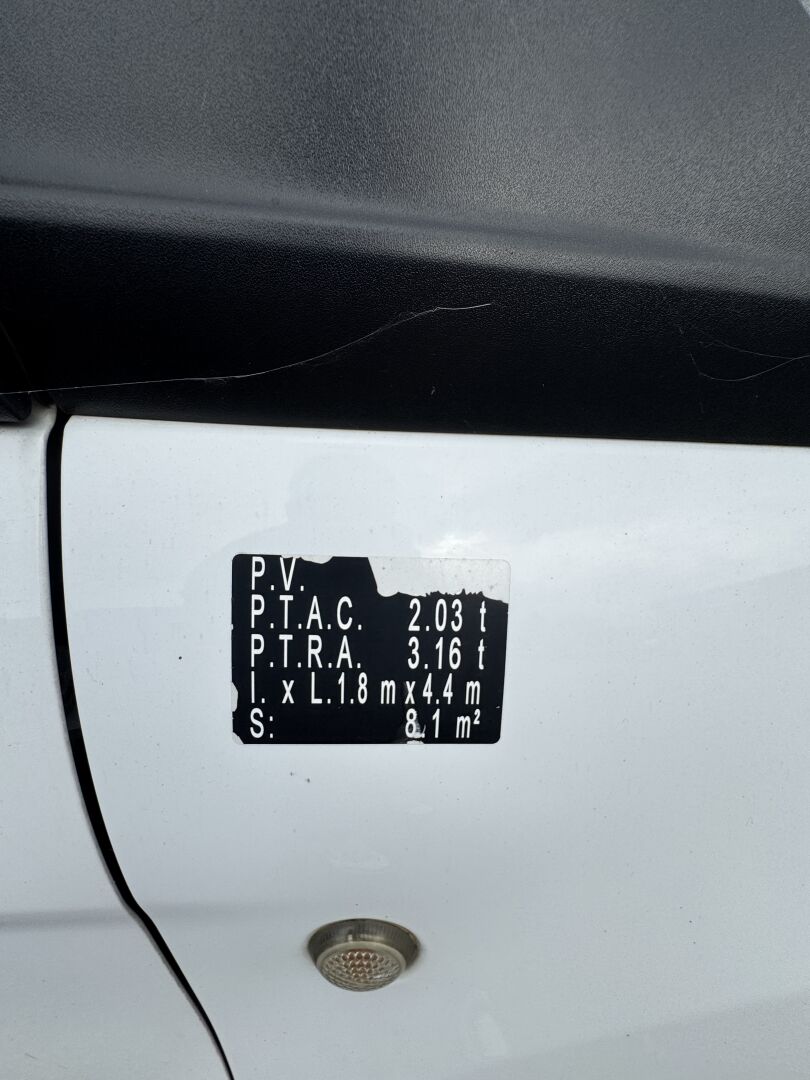 P.V.
P.T.A.C. 2.03 t
P.T.R.A. 3.16 t
l. x L.1.8 m x 4.4 m
S: 8.1 m²